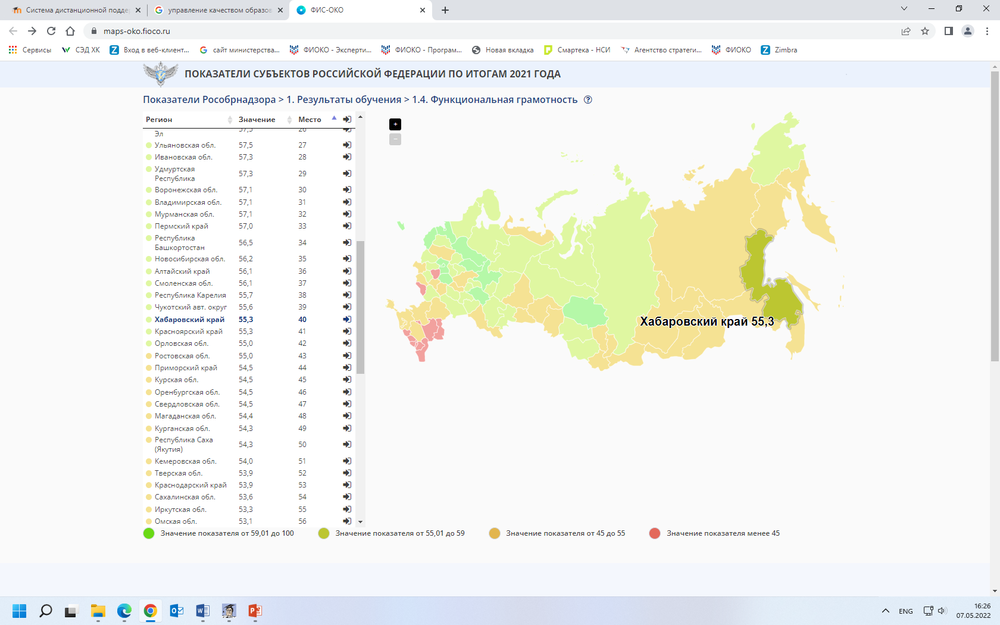 Система дистанционной подде
управление качеством образов
ФИС-ОКО
maps-oko.fioco.ru
Сервисы
СЭД ХК
Вход в веб-клиент...
сайт министерства...
ФИОКО - Эксперти...
ФИОКО - Програм...
Новая вкладка
Смартека - НСИ
Агентство стратеги...
ФИОКО
Zimbra
ПОКАЗАТЕЛИ СУБЪЕКТОВ РОССИЙСКОЙ ФЕДЕРАЦИИ ПО ИТОГАМ 2021 ГОДА
Показатели Рособрнадзора > 1. Результаты обучения > 1.4. Функциональная грамотность
Регион Значение Место
Эл 57,5 26
Ульяновская обл. 57,5 27
Ивановская обл. 57,3 28
Удмуртская
Республика 57,3 29
Воронежская обл. 57,1 30
Владимирская обл. 57,1 31
Мурманская обл. 57,1 32
Пермский край 57,0 33
Республика
Башкортостан 56,5 34
Новосибирская обл. 56,2 35
Алтайский край 56,1 36
Смоленская обл. 56,1 37
Республика Карелия 55,7 38
Чукотский авт. округ 55,6 39
Хабаровский край 55,3 40
Красноярский край 55,3 41
Орловская обл. 55,0 42
Ростовская обл. 55,0 43
Приморский край 54,5 44
Курская обл. 54,5 45
Оренбургская обл. 54,5 46
Свердловская обл. 54,5 47
Магаданская обл. 54,4 48
Курганская обл. 54,3 49
Республика Саха
(Якутия) 54,3 50
Кемеровская обл. 54,0 51
Тверская обл. 53,9 52
Краснодарский край 53,9 53
Сахалинская обл. 53,6 54
Иркутская обл. 53,3 55
Омская обл. 53,1 56
Хабаровский край 55,3
Значение показателя от 59,01 до 100
Значение показателя от 55,01 до 59
Значение показателя от 45 до 55
Значение показателя менее 45
ENG
16:26
07.05.2022